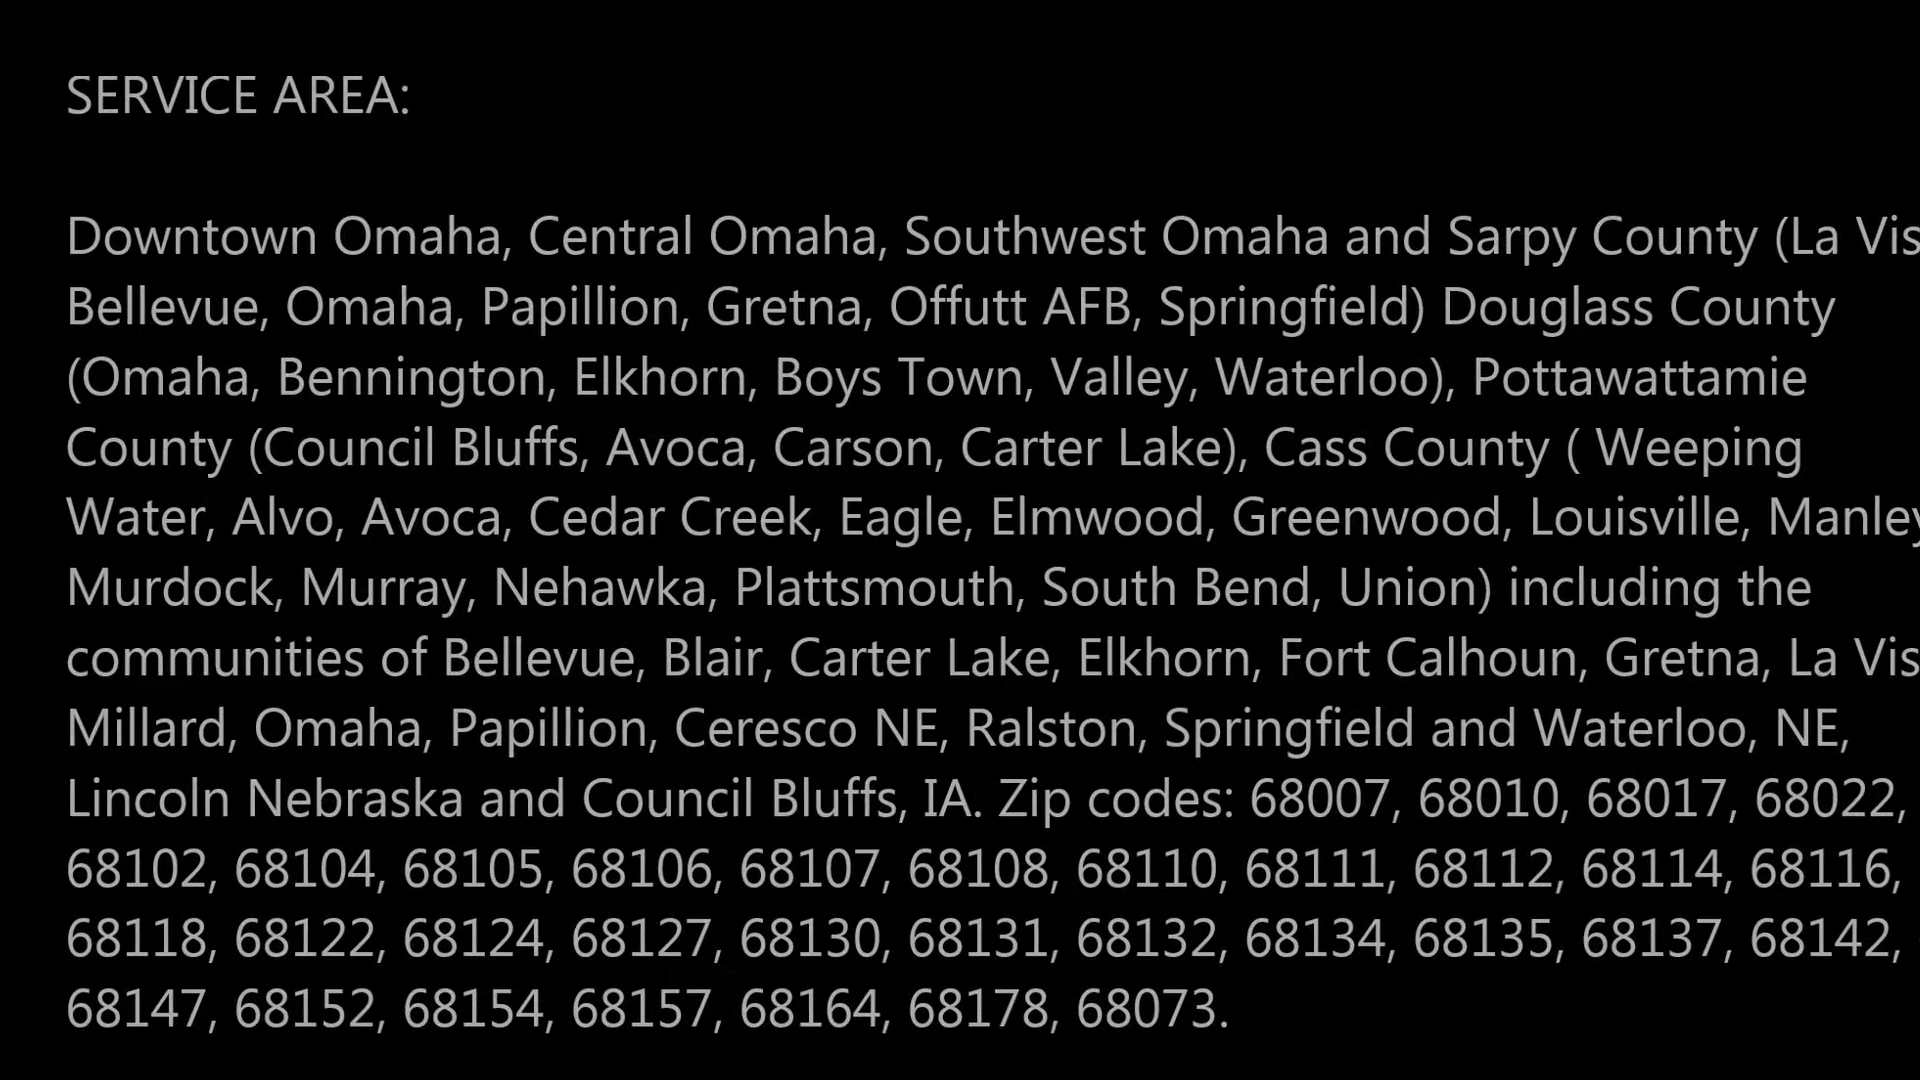 SERVICE AREA:
Downtown Omaha, Central Omaha, Southwest Omaha and Sarpy County (La Vis
Bellevue, Omaha, Papillion, Gretna, Offutt AFB, Springfield) Douglass County
(Omaha, Bennington, Elkhorn, Boys Town, Valley, Waterloo), Pottawattamie
County (Council Bluffs, Avoca, Carson, Carter Lake), Cass County ( Weeping
Water, Alvo, Avoca, Cedar Creek, Eagle, Elmwood, Greenwood, Louisville, Manley
Murdock, Murray, Nehawka, Plattsmouth, South Bend, Union) including the
communities of Bellevue, Blair, Carter Lake, Elkhorn, Fort Calhoun, Gretna, La Vis
Millard, Omaha, Papillion, Ceresco NE, Ralston, Springfield and Waterloo, NE,
Lincoln Nebraska and Council Bluffs, IA. Zip codes: 68007, 68010, 68017, 68022,
68102, 68104, 68105, 68106, 68107, 68108, 68110, 68111, 68112, 68114, 68116,
68118, 68122, 68124, 68127, 68130, 68131, 68132, 68134, 68135, 68137, 68142,
68147, 68152, 68154, 68157, 68164, 68178, 68073.